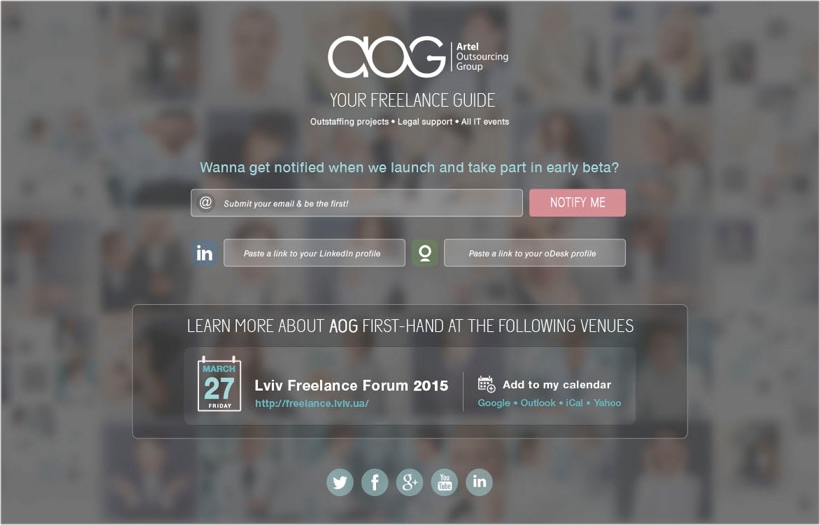 aog
Artel
Outsourcing
Group
YOUR FREELANCE GUIDE
Outstaffing projects • Legal support • All IT events
Wanna get notified when we launch and take part in early beta?
@ Submit your email & be the first!
NOTIFY ME
in Paste a link to your LinkedIn profile
Paste a link to your oDesk profile
LEARN MORE ABOUT AOG FIRST-HAND AT THE FOLLOWING VENUES
MARCH
27
FRIDAY
Lviv Freelance Forum 2015
http://freelance.lviv.ua/
Add to my calendar
Google • Outlook • iCal • Yahoo
f g+ You Tube in